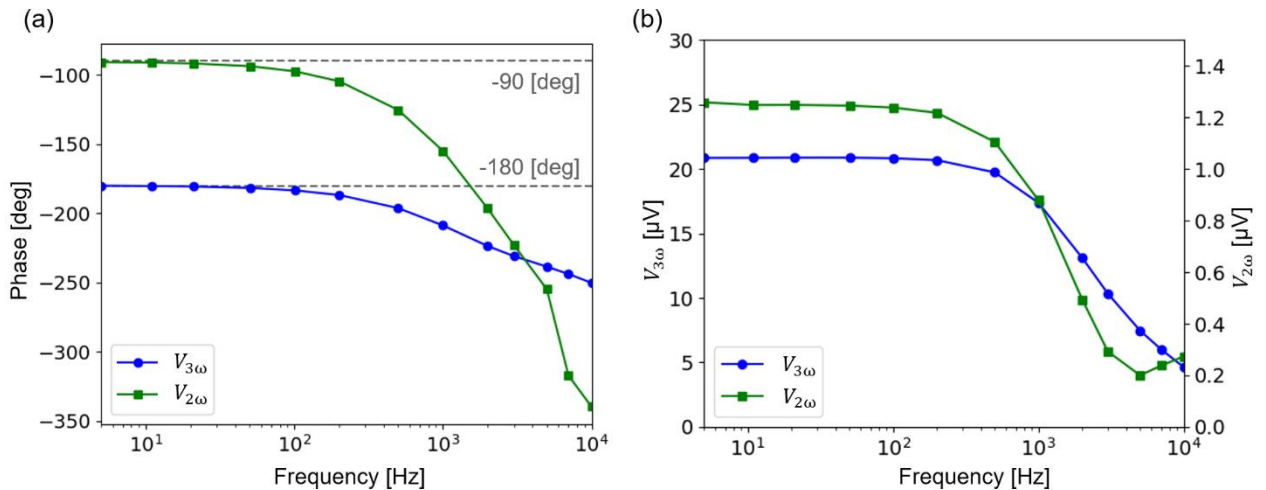 (a)
−100
−150
−200
−250
−300
−350
Phase [deg]
-90 [deg]
-180 [deg]
V3ω
V2ω
10¹ 10² 10³ 10⁴
Frequency [Hz]
(b)
30
25
20
15
10
5
0
V3ω [µV]
V3ω
V2ω
1.4
1.2
1.0
0.8
0.6
0.4
0.2
0.0
V2ω [µV]
10¹ 10² 10³ 10⁴
Frequency [Hz]